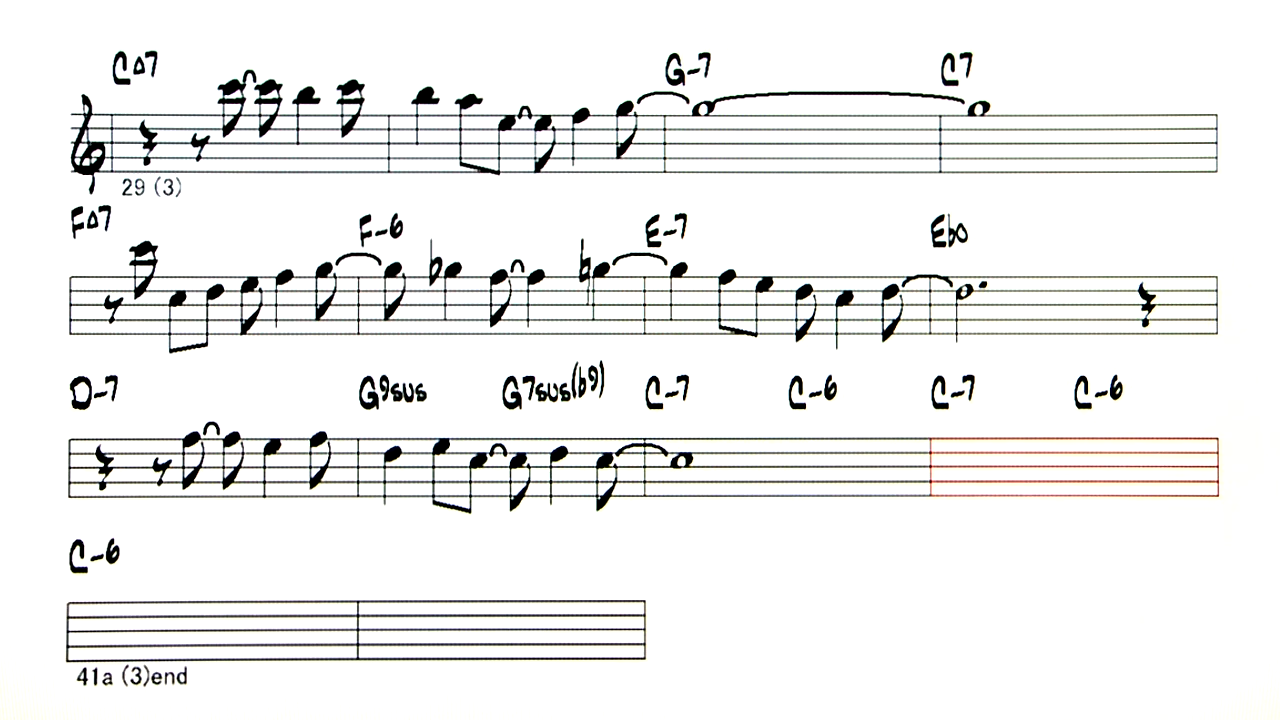 C△7 G-7 C7
29 (3)
F△7 F-6 E-7 Ebo
D-7 G9sus G7sus(b9) C-7 C-6 C-7 C-6
C-6
41a (3)end